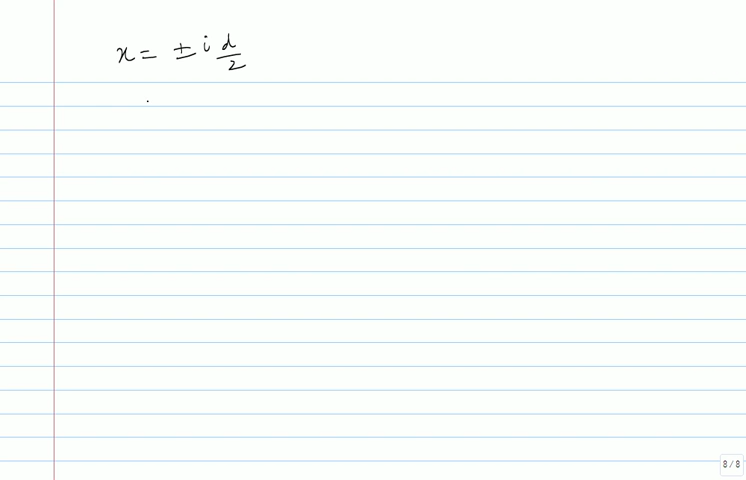 x = ± i d/2
8 / 8